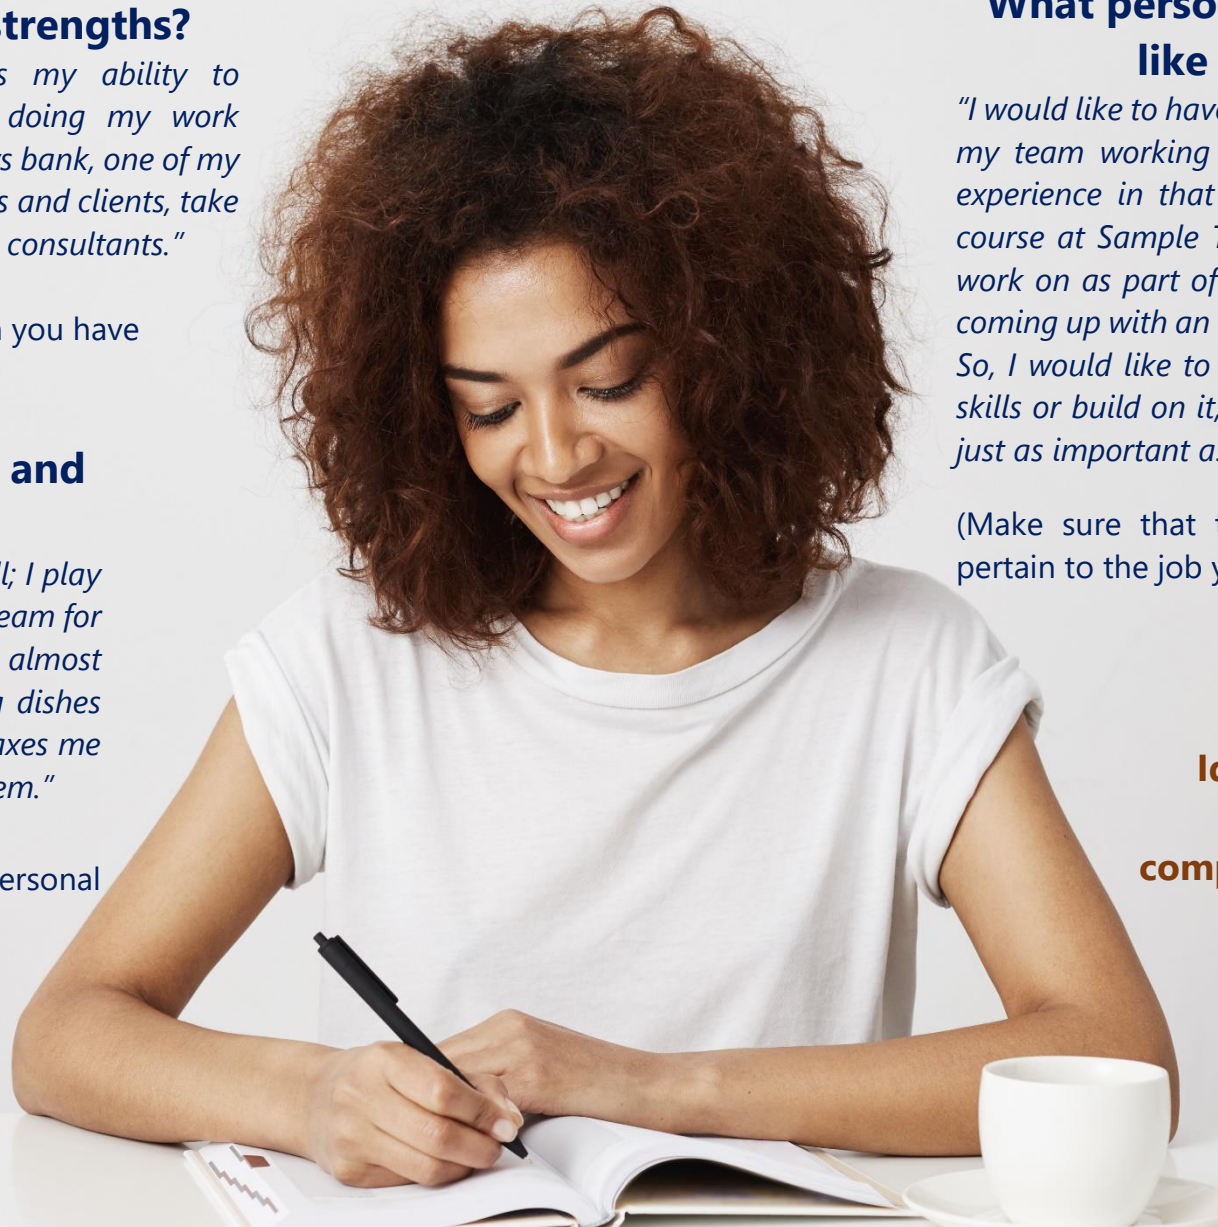 strengths?
s my ability to
doing my work
s bank, one of my
s and clients, take
consultants."
you have
and
l; I play
eam for
almost
dishes
axes me
em."
ersonal
What perso
like
"I would like to have
my team working
experience in that
course at Sample T
work on as part of
coming up with an
So, I would like to
skills or build on it,
just as important as
(Make sure that t
pertain to the job y
comp